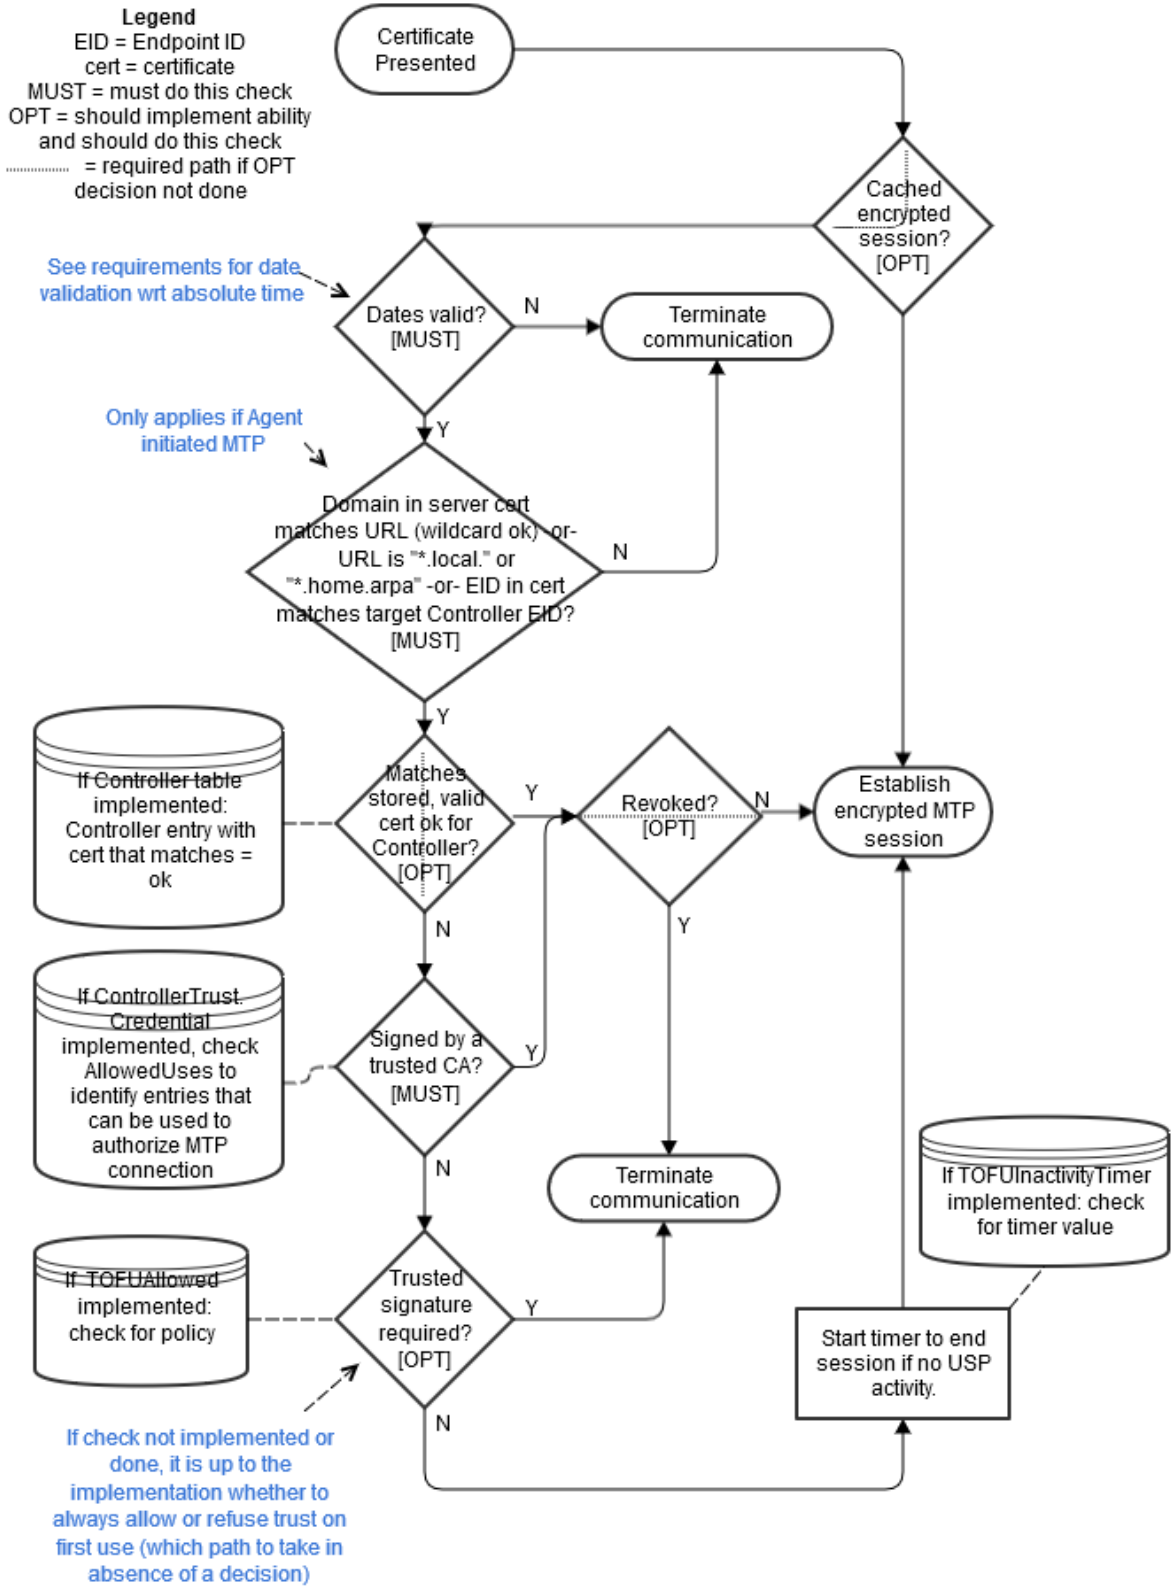 Legend
EID = Endpoint ID
cert = certificate
MUST = must do this check
OPT = should implement ability
and should do this check
= required path if OPT
decision not done
Certificate
Presented
Cached
encrypted
session?
[OPT]
See requirements for date
validation wrt absolute time
Dates valid?
[MUST]
N
Terminate
communication
Y
Only applies if Agent
initiated MTP
Domain in server cert
matches URL (wildcard ok) -or-
URL is "*.local." or
"*.home.arpa" -or- EID in cert
matches target Controller EID?
[MUST]
N
Y
If Controller table
implemented:
Controller entry with
cert that matches =
ok
Matches
stored, valid
cert ok for
Controller?
[OPT]
Y
Revoked?
[OPT]
N
Establish
encrypted MTP
session
N
Y
If ControllerTrust.
Credential
implemented, check
AllowedUses to
identify entries that
can be used to
authorize MTP
connection
Signed by a
trusted CA?
[MUST]
Y
N
Terminate
communication
If TOFUInactivityTimer
implemented: check
for timer value
If TOFUAllowed
implemented:
check for policy
Trusted
signature
required?
[OPT]
Y
N
Start timer to end
session if no USP
activity.
If check not implemented or
done, it is up to the
implementation whether to
always allow or refuse trust on
first use (which path to take in
absence of a decision)